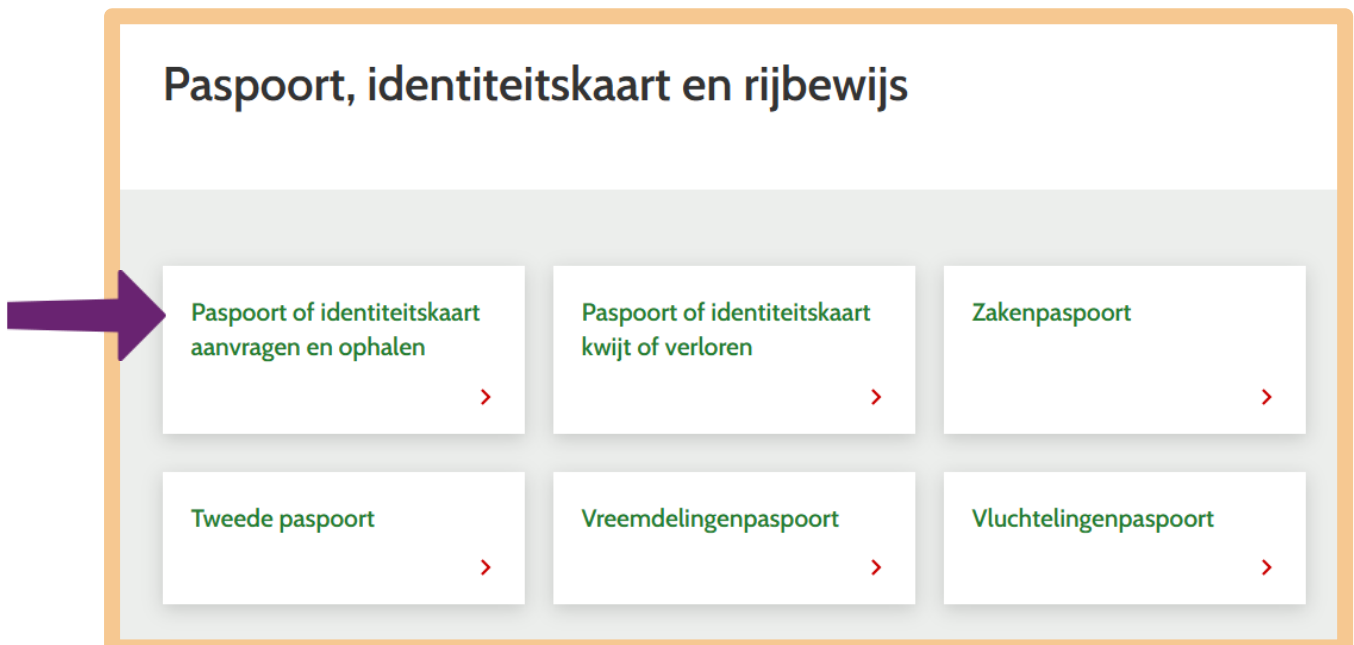 Paspoort, identiteitskaart en rijbewijs
Paspoort of identiteitskaart
aanvragen en ophalen
Paspoort of identiteitskaart
kwijt of verloren
Zakenpaspoort
Tweede paspoort
Vreemdelingenpaspoort
Vluchtelingenpaspoort